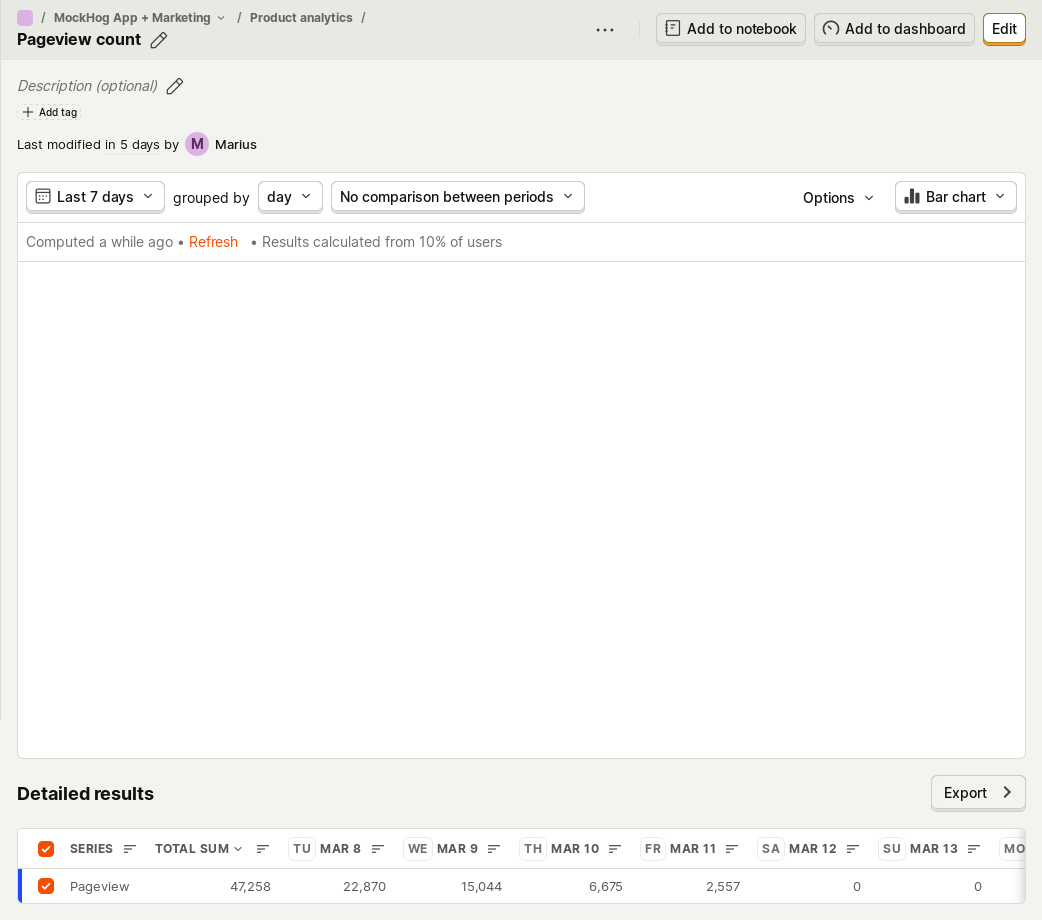 / MockHog App + Marketing / Product analytics /
Pageview count
Add to notebook
Add to dashboard
Edit
Description (optional)
Add tag
Last modified in 5 days by M Marius
Last 7 days grouped by day No comparison between periods Options Bar chart
Computed a while ago • Refresh • Results calculated from 10% of users
Detailed results
Export
SERIES TOTAL SUM TU MAR 8 WE MAR 9 TH MAR 10 FR MAR 11 SA MAR 12 SU MAR 13 MO
Pageview 47,258 22,870 15,044 6,675 2,557 0 0